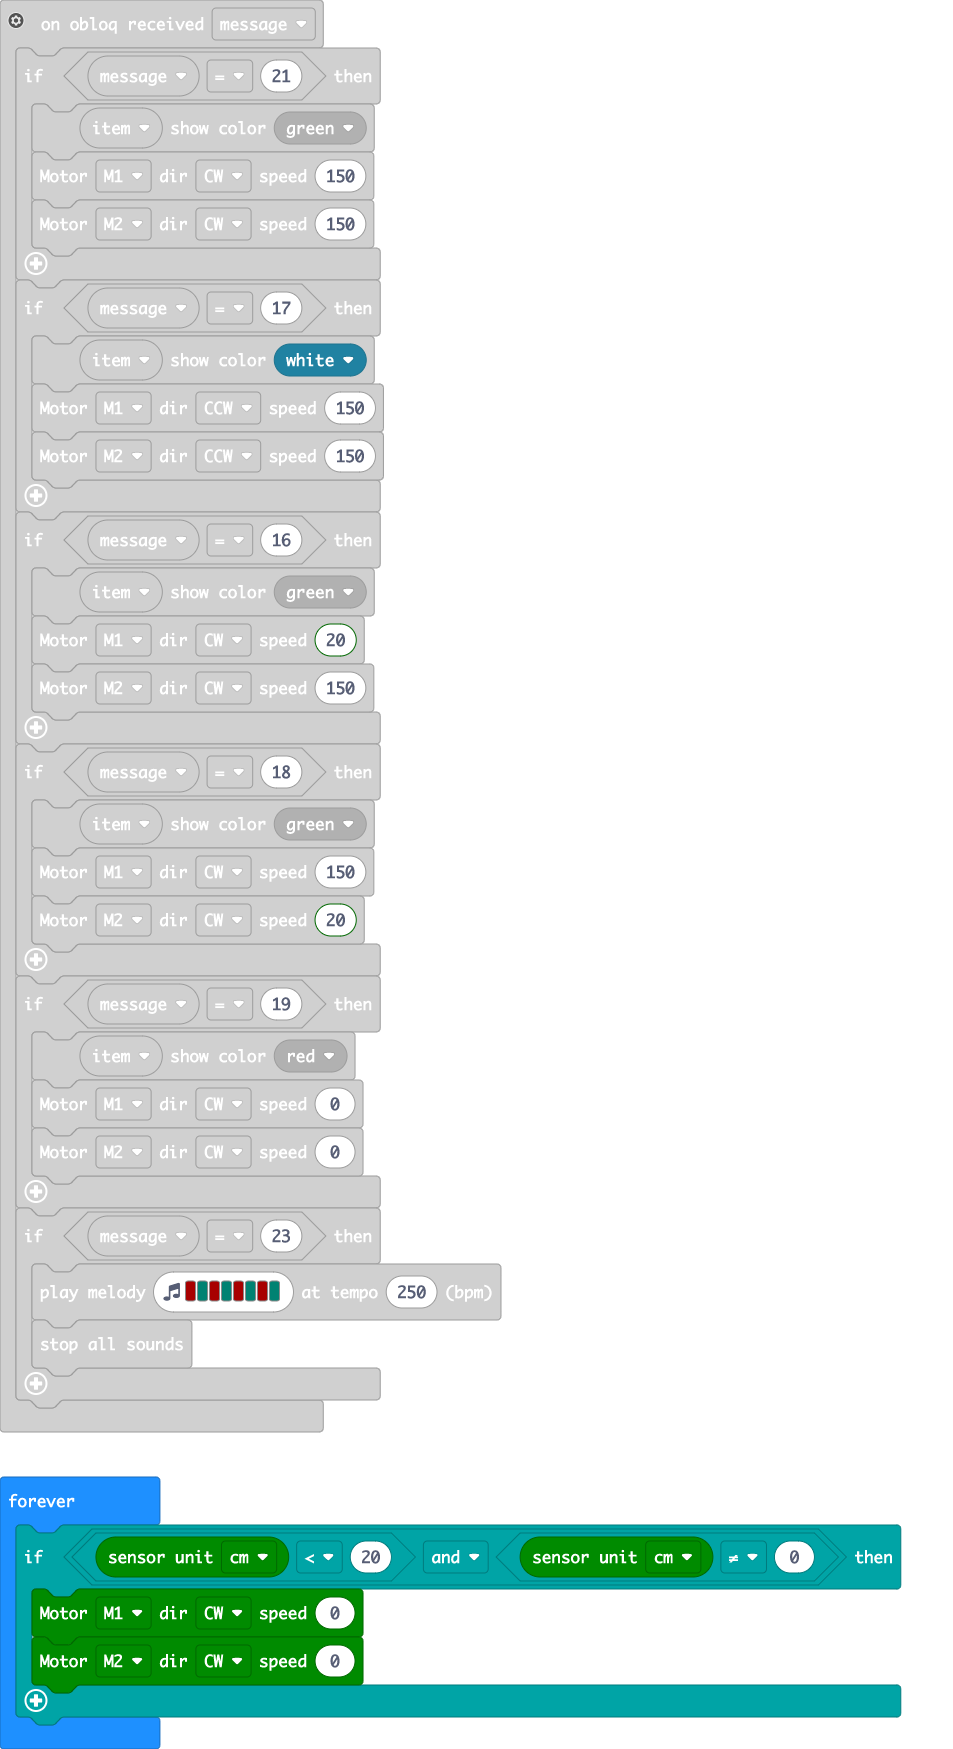 on obloq received message
if message = 21 then
item show color green
Motor M1 dir CW speed 150
Motor M2 dir CW speed 150
if message = 17 then
item show color white
Motor M1 dir CCW speed 150
Motor M2 dir CCW speed 150
if message = 16 then
item show color green
Motor M1 dir CW speed 20
Motor M2 dir CW speed 150
if message = 18 then
item show color green
Motor M1 dir CW speed 150
Motor M2 dir CW speed 20
if message = 19 then
item show color red
Motor M1 dir CW speed 0
Motor M2 dir CW speed 0
if message = 23 then
play melody at tempo 250 (bpm)
stop all sounds
forever
if sensor unit cm < 20 and sensor unit cm ≠ 0 then
Motor M1 dir CW speed 0
Motor M2 dir CW speed 0